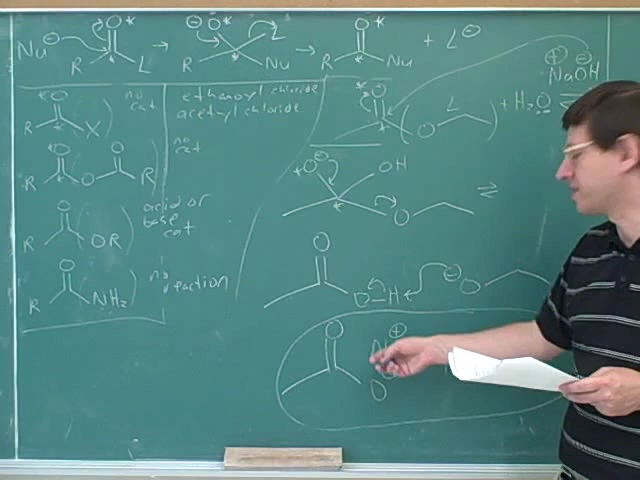 O* ⊖O* O*
Nu⊖ → L → + L⊖
R L R Nu R Nu
⊕ ⊖
NaOH
O no cat ethanoyl chloride
R X acetyl chloride
O L + H₂O ⇌
O O no cat
R O R
⊖O OH
O ⇌
O acid or
R OR base cat
O no reaction
R NH₂
O
O-H ⊖O
O
⊕
O